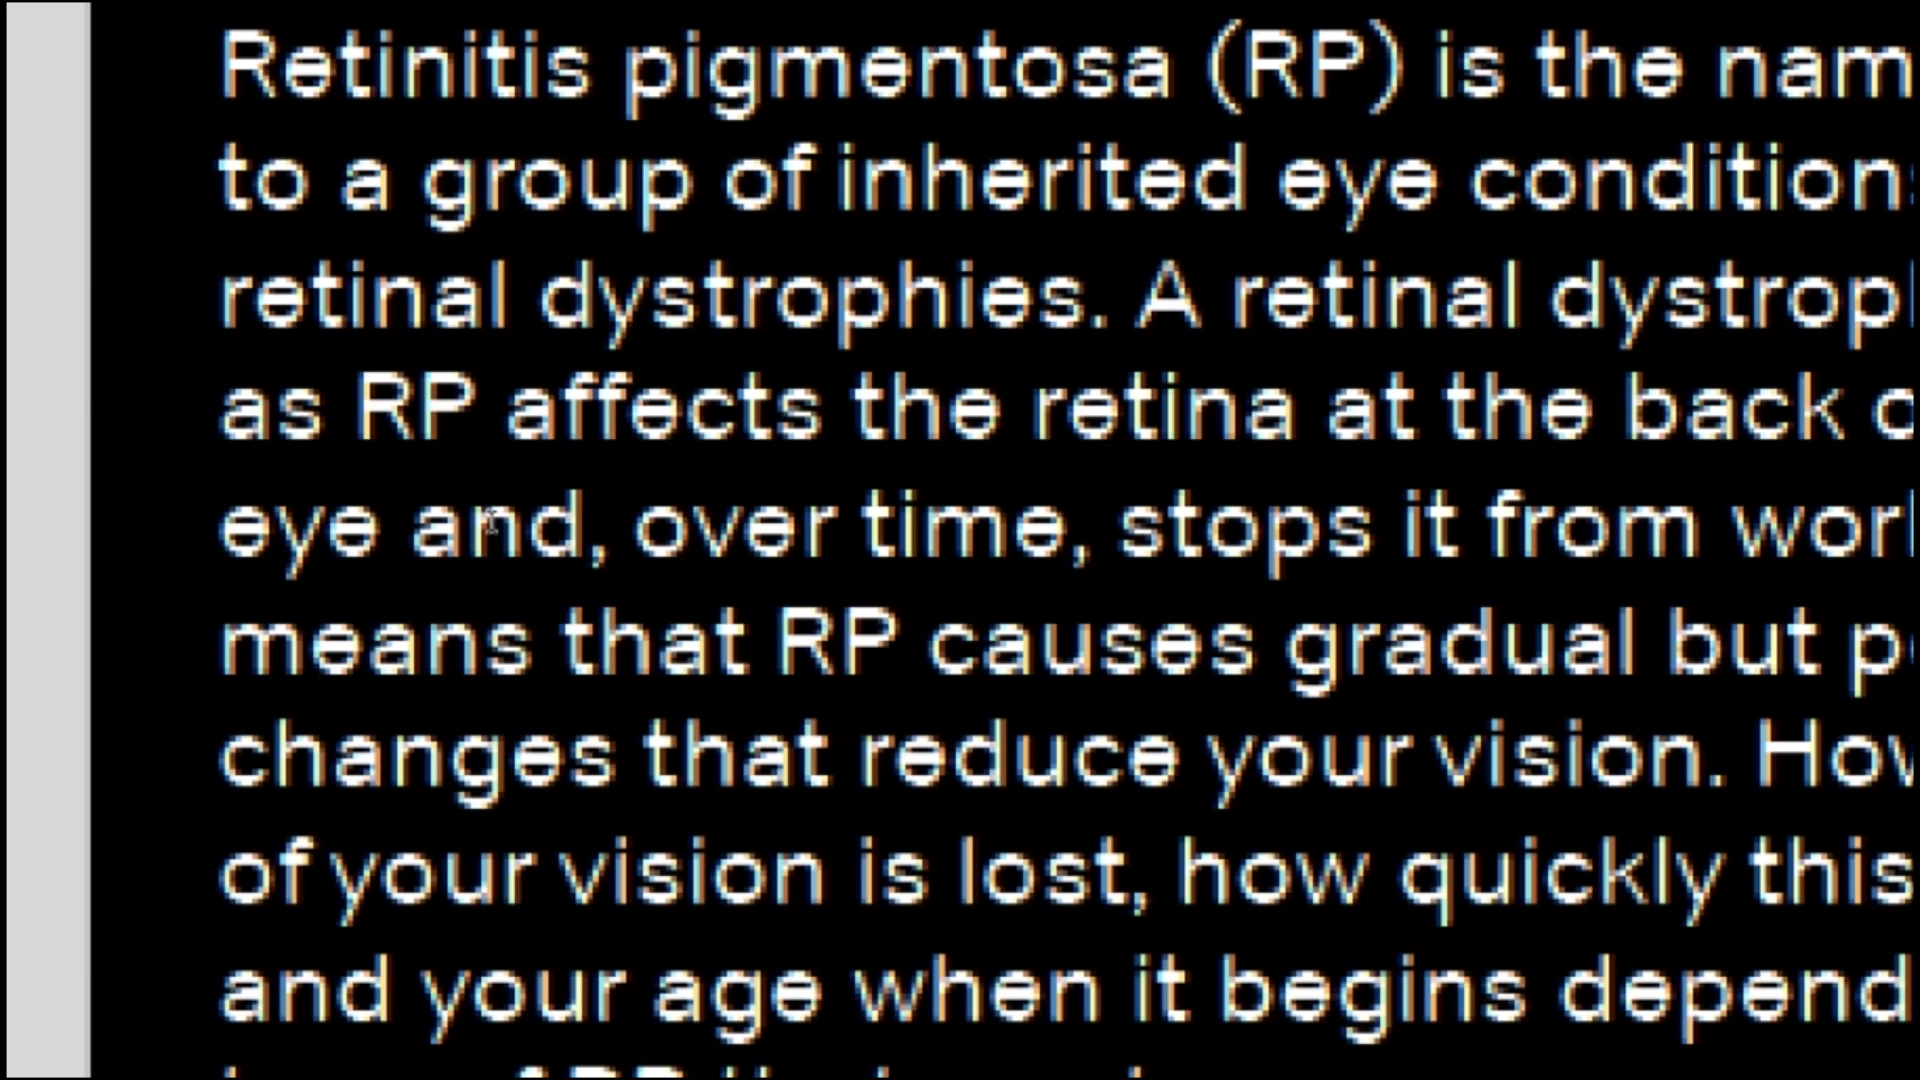 Retinitis pigmentosa (RP) is the nam
to a group of inherited eye condition
retinal dystrophies. A retinal dystrop
as RP affects the retina at the back
eye and, over time, stops it from wor
means that RP causes gradual but p
changes that reduce your vision. How
of your vision is lost, how quickly this
and your age when it begins depend